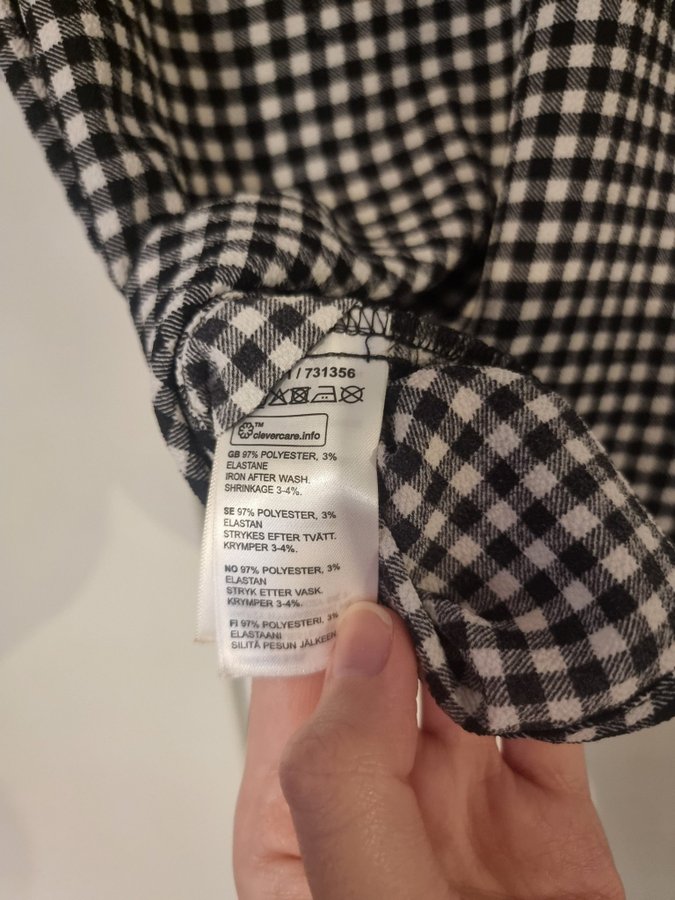 / 731356
™
clevercare.info
GB 97% POLYESTER, 3%
ELASTANE
IRON AFTER WASH.
SHRINKAGE 3-4%.
SE 97% POLYESTER, 3%
ELASTAN
STRYKES EFTER TVÄTT.
KRYMPER 3-4%.
NO 97% POLYESTER, 3%
ELASTAN
STRYK ETTER VASK.
KRYMPER 3-4%.
FI 97% POLYESTERI, 3%
ELASTAANI
SILITÄ PESUN JÄLKEEN